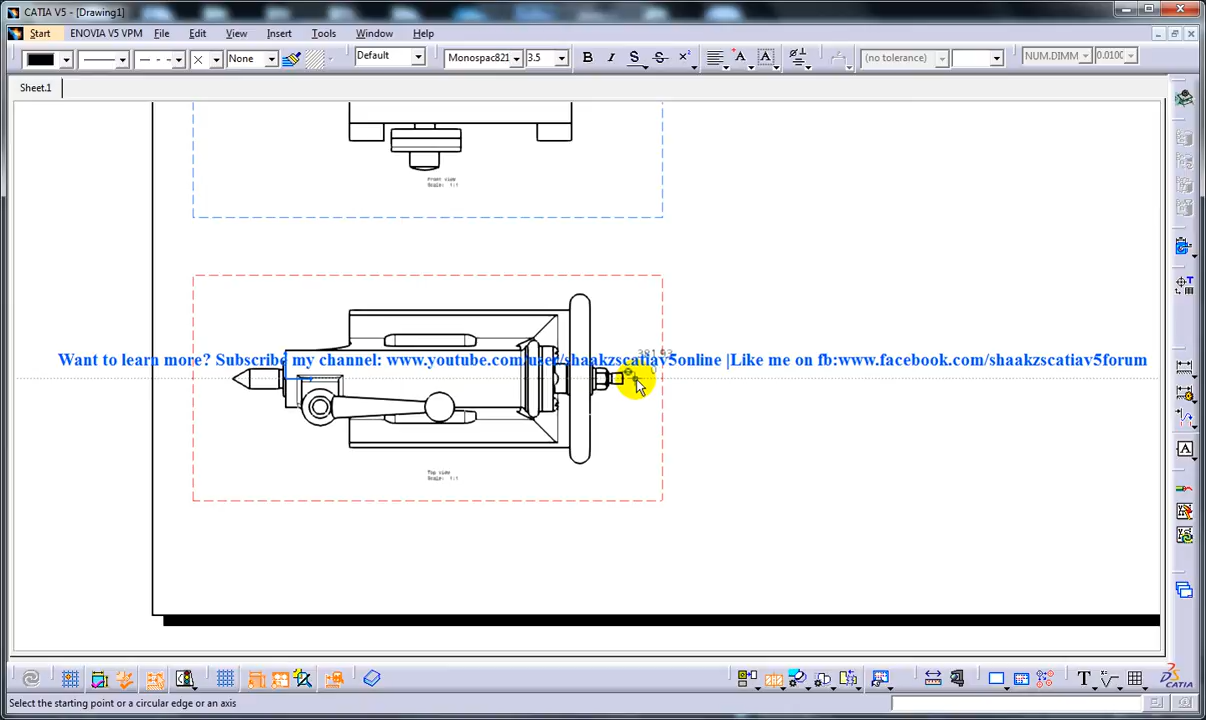 CATIA V5 - [Drawing1]
Start ENOVIA V5 VPM File Edit View Insert Tools Window Help
None Default Monospac821 3.5 B I S S X (no tolerance) NUM.DIMM 0.0100
Sheet.1
Front view
Scale: 1:1
Want to learn more? Subscribe my channel: www.youtube.com/user/shaakzscatiav5online |Like me on fb:www.facebook.com/shaakzscatiav5forum
Top view
Scale: 1:1
CATIA
Select the starting point or a circular edge or an axis